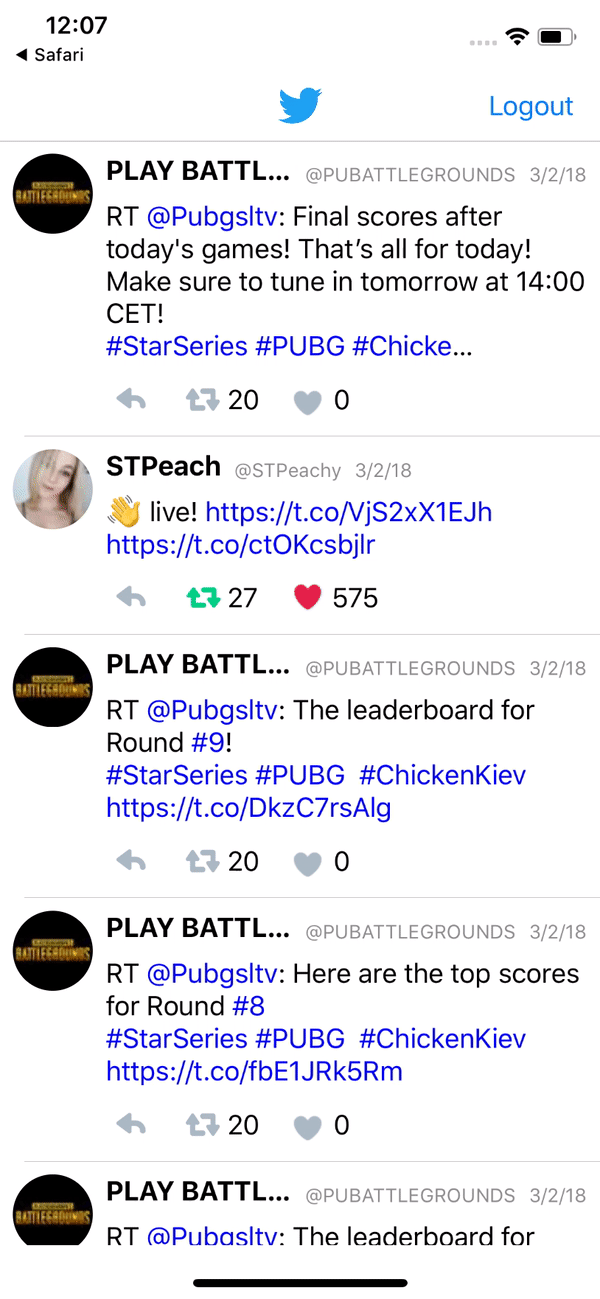 12:07
◀ Safari
Logout
PLAY BATTL... @PUBATTLEGROUNDS 3/2/18
RT @Pubgsltv: Final scores after
today's games! That’s all for today!
Make sure to tune in tomorrow at 14:00
CET!
#StarSeries #PUBG #Chicke...
20 0
STPeach @STPeachy 3/2/18
👋 live! https://t.co/VjS2xX1EJh
https://t.co/ctOKcsbjlr
27 575
PLAY BATTL... @PUBATTLEGROUNDS 3/2/18
RT @Pubgsltv: The leaderboard for
Round #9!
#StarSeries #PUBG #ChickenKiev
https://t.co/DkzC7rsAlg
20 0
PLAY BATTL... @PUBATTLEGROUNDS 3/2/18
RT @Pubgsltv: Here are the top scores
for Round #8
#StarSeries #PUBG #ChickenKiev
https://t.co/fbE1JRk5Rm
20 0
PLAY BATTL... @PUBATTLEGROUNDS 3/2/18
RT @Pubgsltv: The leaderboard for